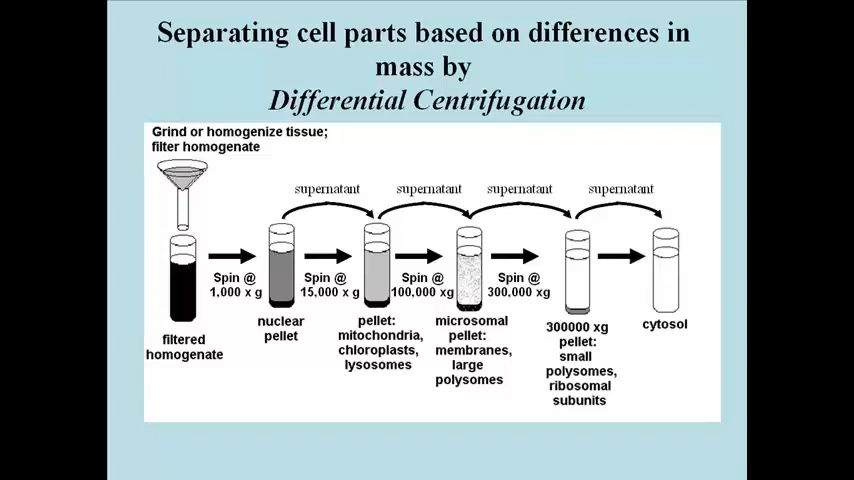 Separating cell parts based on differences in
mass by
Differential Centrifugation
Grind or homogenize tissue;
filter homogenate
supernatant
supernatant
supernatant
supernatant
Spin @
1,000 x g
Spin @
15,000 x g
Spin @
100,000 xg
Spin @
300,000 xg
filtered
homogenate
nuclear
pellet
pellet:
mitochondria,
chloroplasts,
lysosomes
microsomal
pellet:
membranes,
large
polysomes
300000 xg
pellet:
small
polysomes,
ribosomal
subunits
cytosol